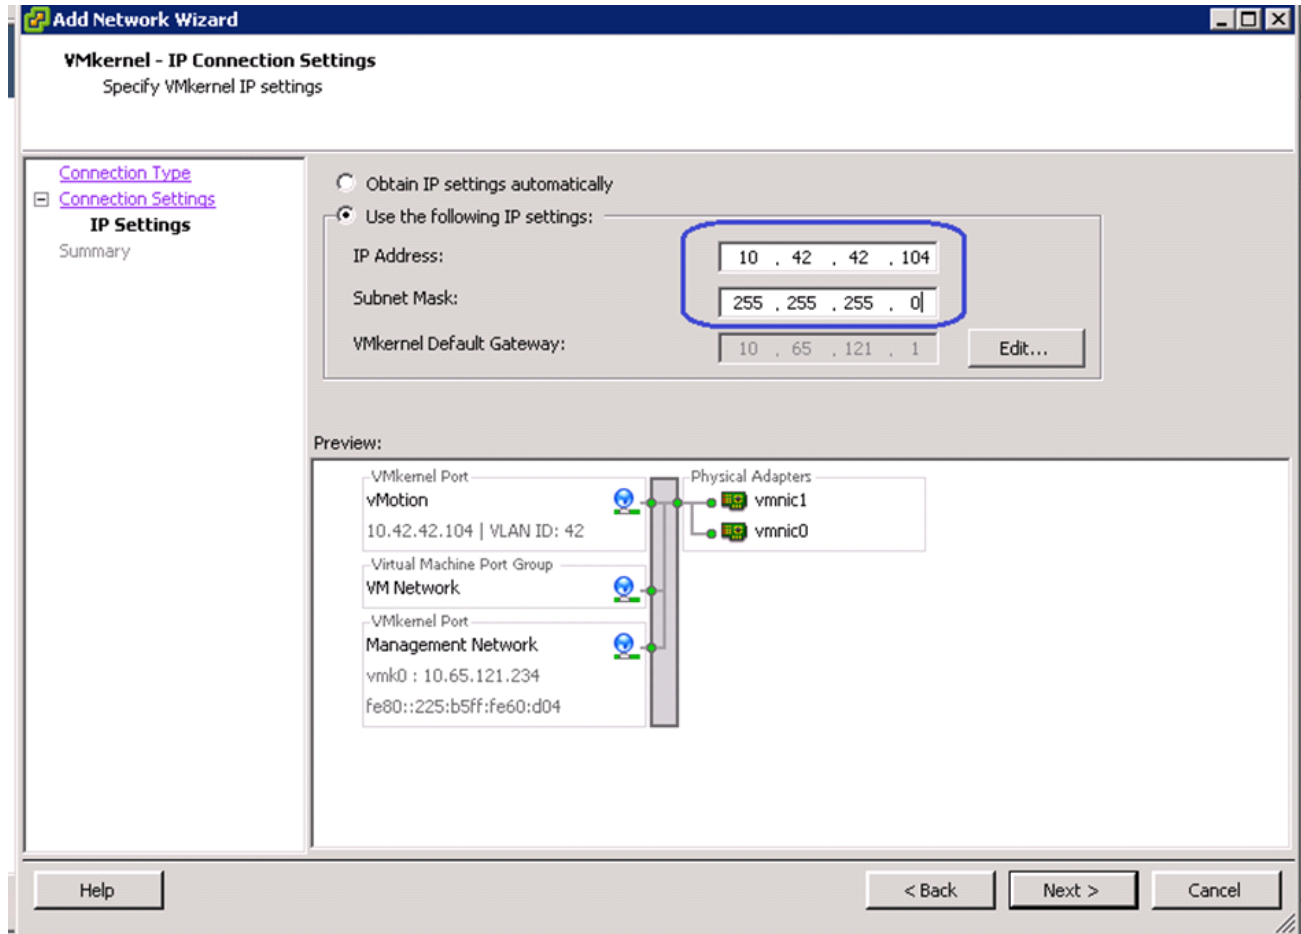 Add Network Wizard
VMkernel - IP Connection Settings
Specify VMkernel IP settings
Connection Type
Connection Settings
IP Settings
Summary
Obtain IP settings automatically
Use the following IP settings:
IP Address: 10 . 42 . 42 . 104
Subnet Mask: 255 . 255 . 255 . 0
VMkernel Default Gateway: 10 . 65 . 121 . 1 Edit...
Preview:
VMkernel Port
vMotion
10.42.42.104 | VLAN ID: 42
Virtual Machine Port Group
VM Network
VMkernel Port
Management Network
vmk0 : 10.65.121.234
fe80::225:b5ff:fe60:d04
Physical Adapters
vmnic1
vmnic0
Help < Back Next > Cancel